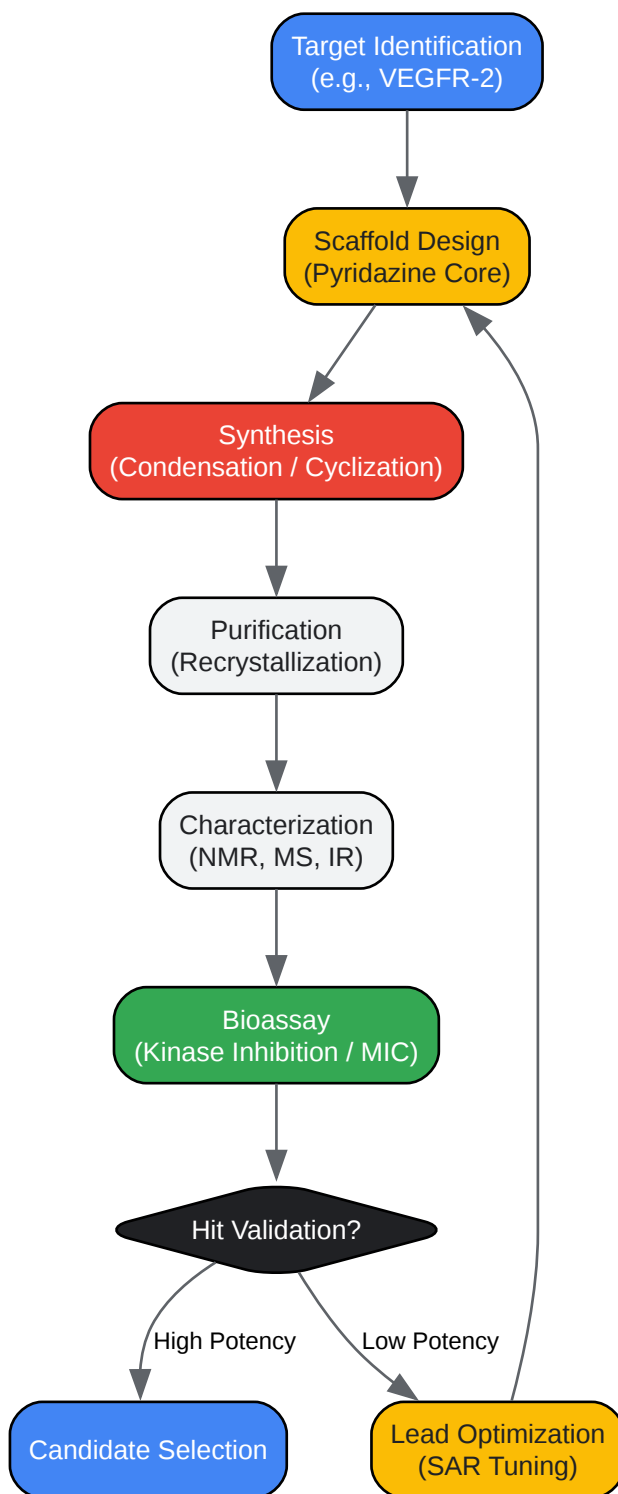 Target Identification
(e.g., VEGFR-2)
Scaffold Design
(Pyridazine Core)
Synthesis
(Condensation / Cyclization)
Purification
(Recrystallization)
Characterization
(NMR, MS, IR)
Bioassay
(Kinase Inhibition / MIC)
Hit Validation?
High Potency
Low Potency
Candidate Selection
Lead Optimization
(SAR Tuning)